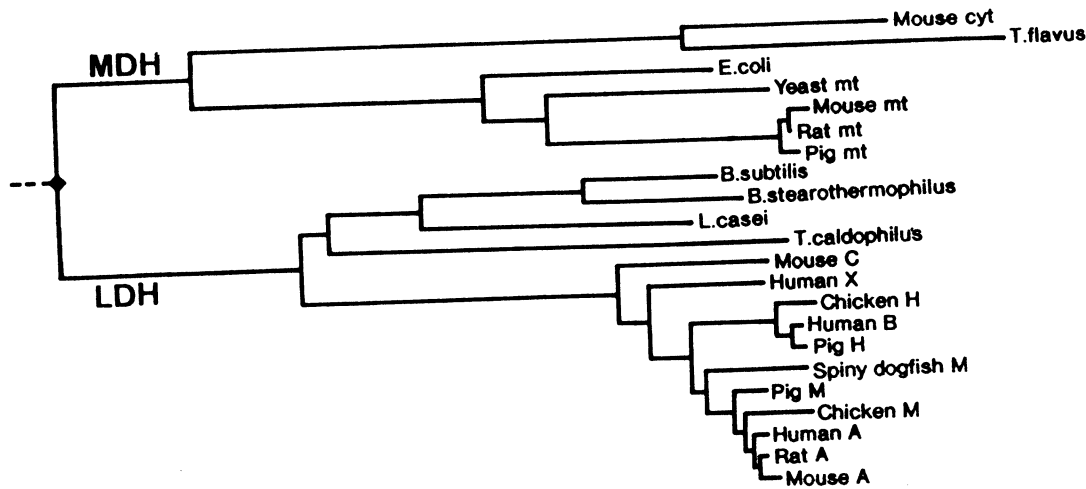 Mouse cyt
T.flavus
MDH
E.coli
Yeast mt
Mouse mt
Rat mt
Pig mt
B.subtilis
B.stearothermophilus
L.casei
T.caldophilus
Mouse C
LDH
Human X
Chicken H
Human B
Pig H
Spiny dogfish M
Pig M
Chicken M
Human A
Rat A
Mouse A